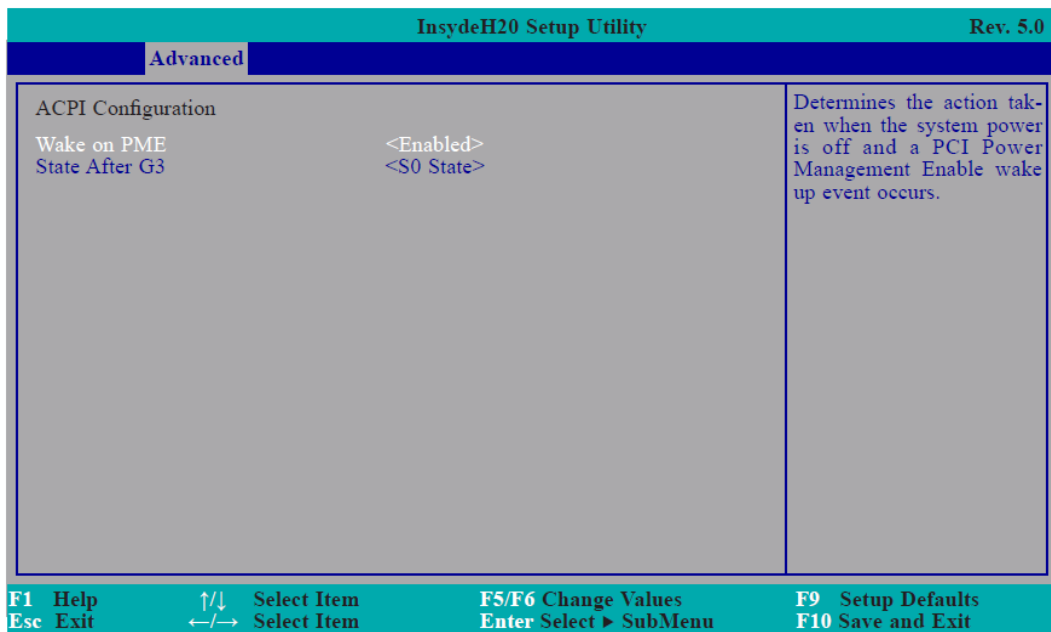 InsydeH20 Setup Utility Rev. 5.0
Advanced
ACPI Configuration
Wake on PME <Enabled>
State After G3 <S0 State>
Determines the action tak-
en when the system power
is off and a PCI Power
Management Enable wake
up event occurs.
F1 Help ↑/↓ Select Item F5/F6 Change Values F9 Setup Defaults
Esc Exit ←/→ Select Item Enter Select ► SubMenu F10 Save and Exit